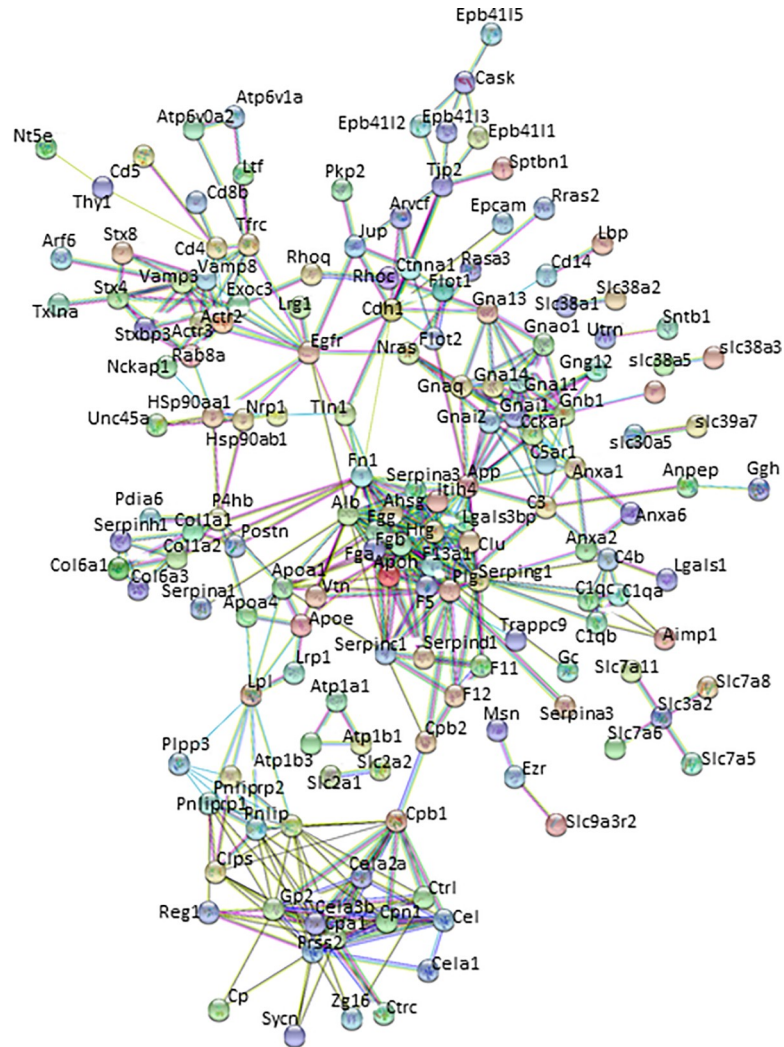 Epb41l5
Cask
Atp6v1a
Atp6v0a2
Epb41l2
Epb41l3
Epb41l1
Nt5e
Cd5
Ltf
Tjp2
Sptbn1
Thy1
Cd8b
Pkp2
Arvcf
Epcam
Rras2
Stx8
Cd4
Tfrc
Jup
Lbp
Arf6
Vamp8
Rhoq
Rhoc
Ctnna1
Rasa3
Cd14
Vamp3
Exoc3
Flot1
Slc38a2
Stx4
Txlna
Lrg1
Cdh1
Gna13
Slc38a1
Stxbp3
Actr3
Actr2
Egfr
Flot2
Gnao1
Utrn
Sntb1
Rab8a
Nras
Gng12
slc38a5
slc38a3
Nckap1
Gnaq
Gna14
Gna11
HSp90aa1
Nrp1
Tln1
Gnai2
Gnai1
Gnb1
Unc45a
Hsp90ab1
Cckar
slc39a7
slc30a5
Fn1
Serpina3
App
C5ar1
Anxa1
Anpep
Ggh
Pdia6
P4hb
Alb
Ahsg
Itih4
C3
Serpinh1
Col1a1
Postn
Fgg
Hrg
Lgals3bp
Anxa6
Col1a2
Fgb
Clu
Anxa2
Col6a1
Fga
F13a1
C4b
Col6a3
Apoa1
Apoh
Plg
Serping1
Lgals1
Serpina1
Vtn
F5
C1qc
C1qa
Apoa4
Apoe
Trappc9
C1qb
Aimp1
Serpinc1
Serpind1
Lrp1
F11
Gc
Slc7a11
Lpl
Atp1a1
F12
Slc7a8
Serpina3
Slc3a2
Msn
Cpb2
Atp1b1
Slc7a6
Plpp3
Atp1b3
Slc2a2
Slc7a5
Slc2a1
Ezr
Pnliprp2
Pnliprp1
Pnlip
Cpb1
Slc9a3r2
Clps
Cela2a
Ctrl
Gp2
Reg1
Cela3b
Cpa1
Cpn1
Cel
Prss2
Cela1
Cp
Zg16
Ctrc
Sycn